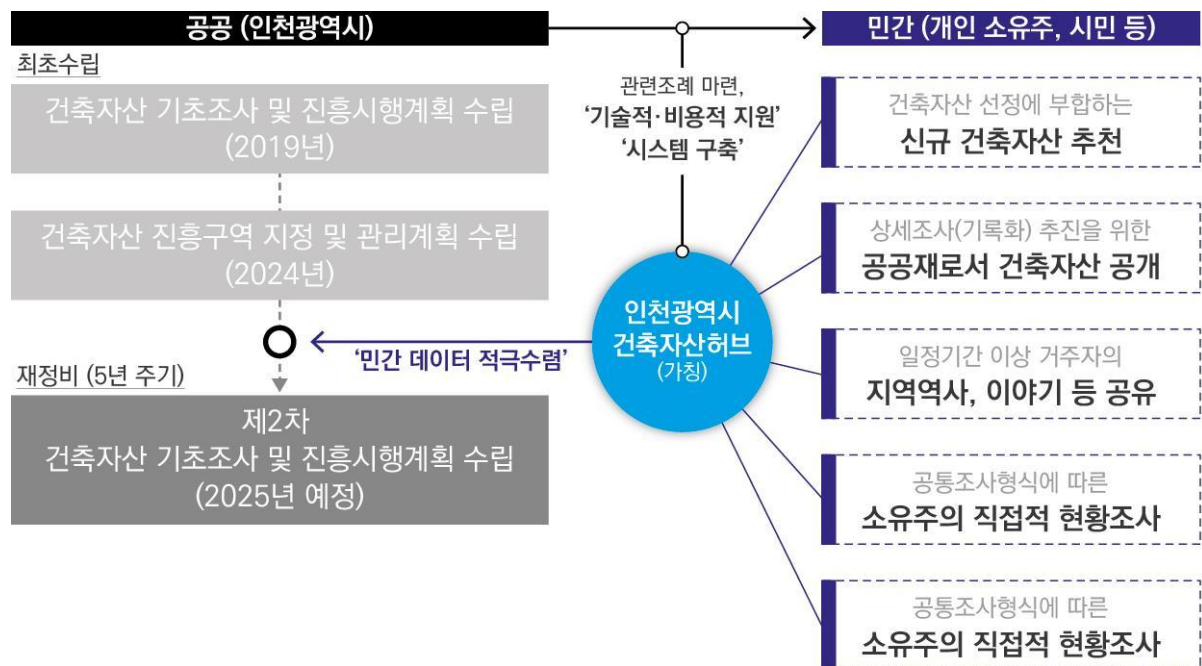 공공 (인천광역시)
최초수립
건축자산 기초조사 및 진흥시행계획 수립
(2019년)
건축자산 진흥구역 지정 및 관리계획 수립
(2024년)
재정비 (5년 주기)
제2차
건축자산 기초조사 및 진흥시행계획 수립
(2025년 예정)
관련조례 마련,
‘기술적·비용적 지원’
‘시스템 구축’
인천광역시
건축자산허브
(가칭)
‘민간 데이터 적극수렴’
민간 (개인 소유주, 시민 등)
건축자산 선정에 부합하는
신규 건축자산 추천
상세조사(기록화) 추진을 위한
공공재로서 건축자산 공개
일정기간 이상 거주자의
지역역사, 이야기 등 공유
공통조사형식에 따른
소유주의 직접적 현황조사
공통조사형식에 따른
소유주의 직접적 현황조사